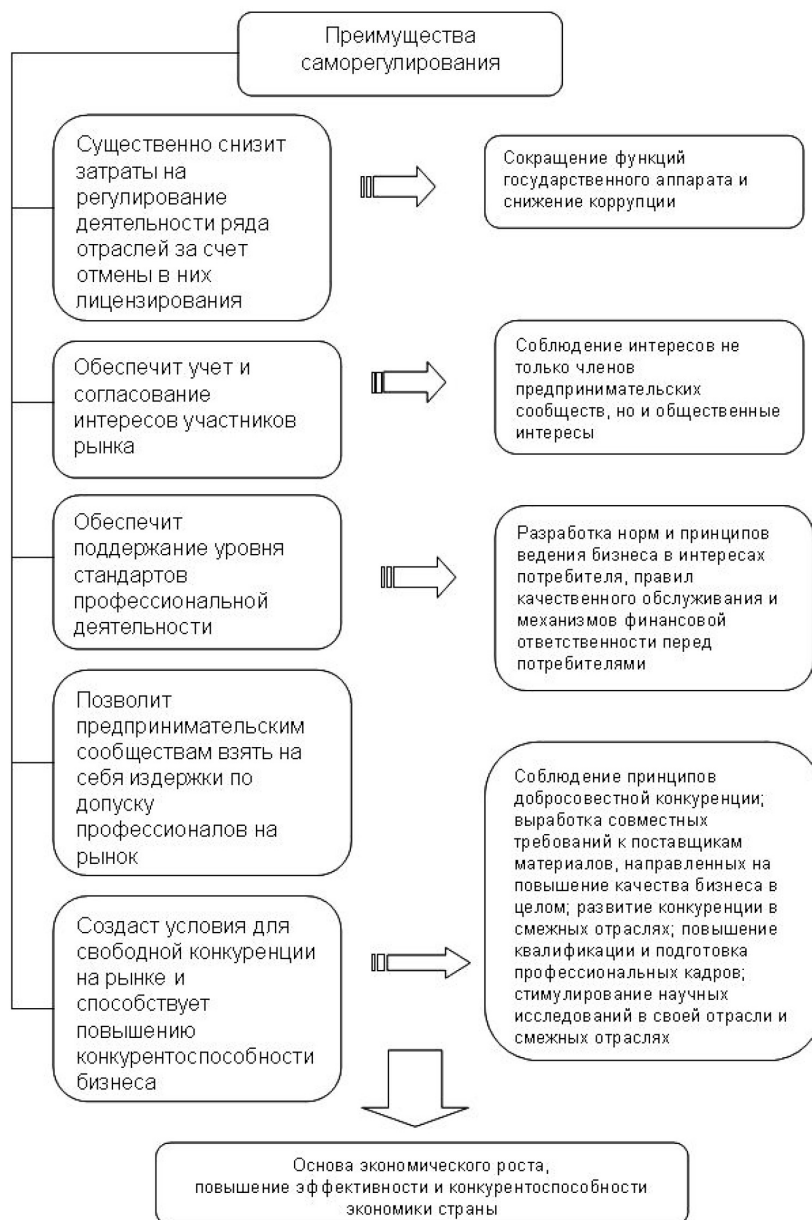 Преимущества
саморегулирования
Существенно снизит
затраты на
регулирование
деятельности ряда
отраслей за счет
отмены в них
лицензирования
Сокращение функций
государственного аппарата и
снижение коррупции
Обеспечит учет и
согласование
интересов участников
рынка
Соблюдение интересов не
только членов
предпринимательских
сообществ, но и общественные
интересы
Обеспечит
поддержание уровня
стандартов
профессиональной
деятельности
Разработка норм и принципов
ведения бизнеса в интересах
потребителя, правил
качественного обслуживания и
механизмов финансовой
ответственности перед
потребителями
Позволит
предпринимательским
сообществам взять на
себя издержки по
допуску
профессионалов на
рынок
Создаст условия для
свободной конкуренции
на рынке и
способствует
повышению
конкурентоспособности
бизнеса
Соблюдение принципов
добросовестной конкуренции;
выработка совместных
требований к поставщикам
материалов, направленных на
повышение качества бизнеса в
целом; развитие конкуренции в
смежных отраслях; повышение
квалификации и подготовка
профессиональных кадров;
стимулирование научных
исследований в своей отрасли и
смежных отраслях
Основа экономического роста,
повышение эффективности и конкурентоспособности
экономики страны